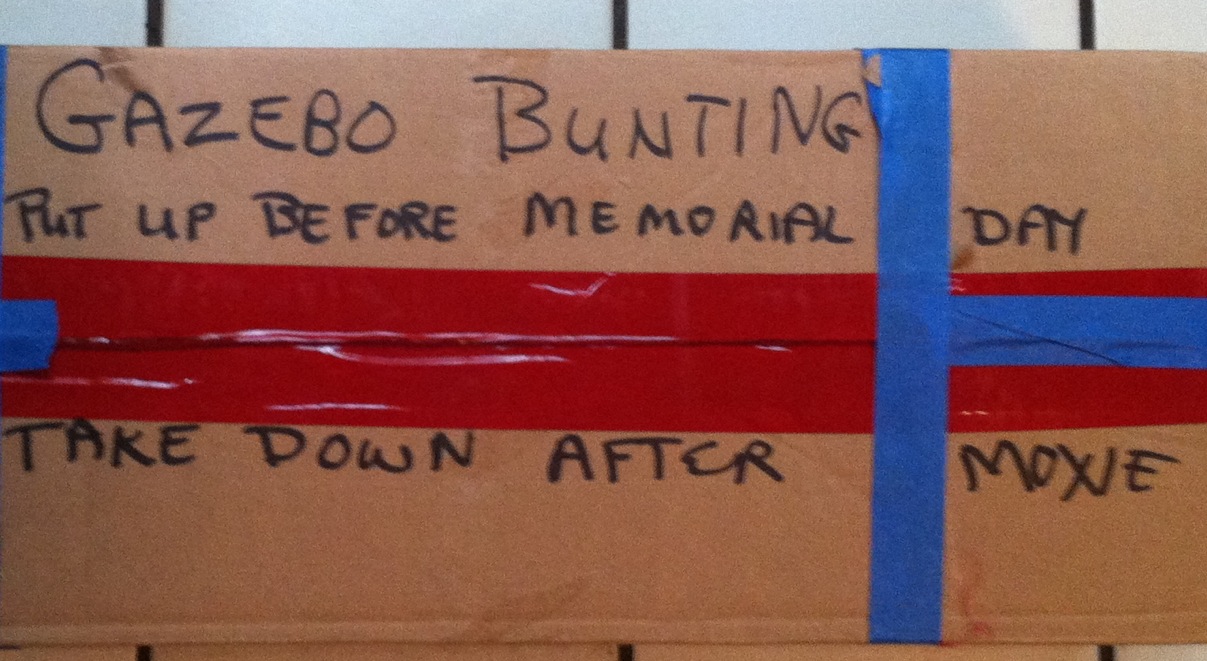 GAZEBO BUNTING
PUT UP BEFORE MEMORIAL DAY
TAKE DOWN AFTER MOXIE